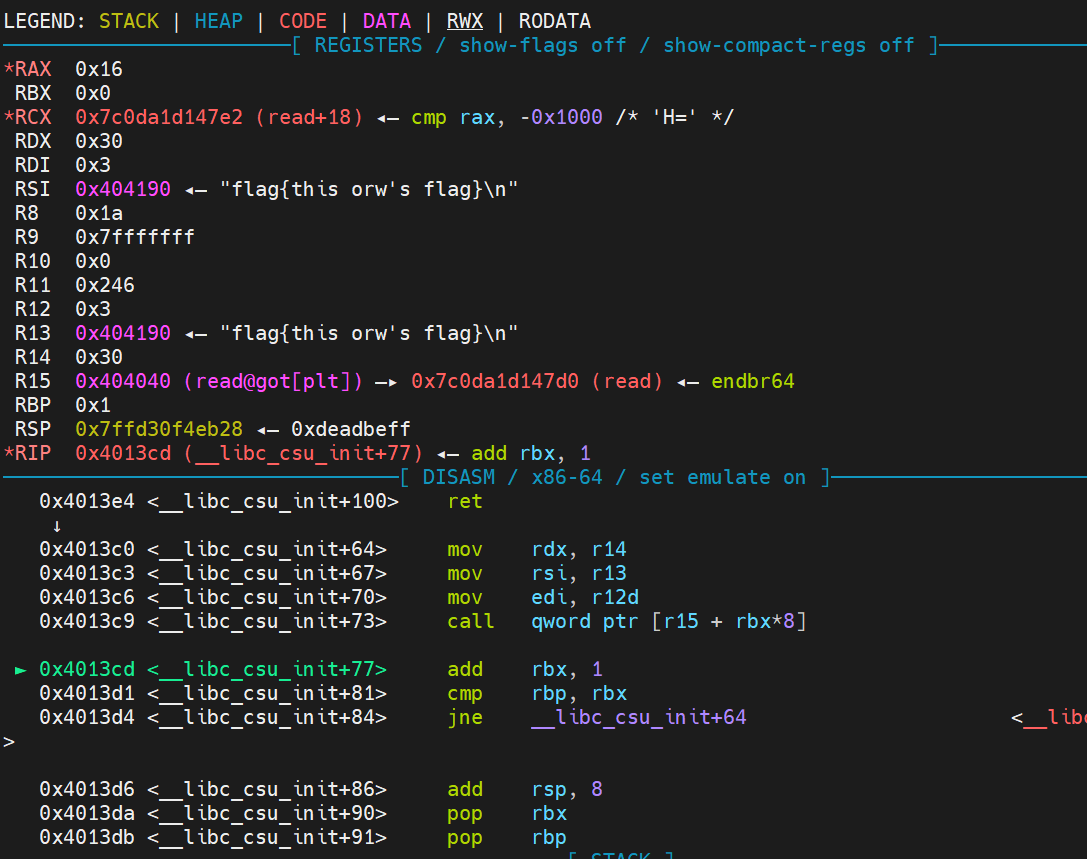 LEGEND: STACK | HEAP | CODE | DATA | RWX | RODATA
[ REGISTERS / show-flags off / show-compact-regs off ]
*RAX  0x16
 RBX  0x0
*RCX  0x7c0da1d147e2 (read+18) ◂— cmp rax, -0x1000 /* 'H=' */
 RDX  0x30
 RDI  0x3
 RSI  0x404190 ◂— "flag{this orw's flag}\n"
 R8   0x1a
 R9   0x7fffffff
 R10  0x0
 R11  0x246
 R12  0x3
 R13  0x404190 ◂— "flag{this orw's flag}\n"
 R14  0x30
 R15  0x404040 (read@got[plt]) —▸ 0x7c0da1d147d0 (read) ◂— endbr64
 RBP  0x1
 RSP  0x7ffd30f4eb28 ◂— 0xdeadbeff
*RIP  0x4013cd (__libc_csu_init+77) ◂— add rbx, 1
[ DISASM / x86-64 / set emulate on ]
   0x4013e4 <__libc_csu_init+100>    ret
    ↓
   0x4013c0 <__libc_csu_init+64>     mov    rdx, r14
   0x4013c3 <__libc_csu_init+67>     mov    rsi, r13
   0x4013c6 <__libc_csu_init+70>     mov    edi, r12d
   0x4013c9 <__libc_csu_init+73>     call   qword ptr [r15 + rbx*8]
 ► 0x4013cd <__libc_csu_init+77>     add    rbx, 1
   0x4013d1 <__libc_csu_init+81>     cmp    rbp, rbx
   0x4013d4 <__libc_csu_init+84>     jne    __libc_csu_init+64                      <__libc
>
   0x4013d6 <__libc_csu_init+86>     add    rsp, 8
   0x4013da <__libc_csu_init+90>     pop    rbx
   0x4013db <__libc_csu_init+91>     pop    rbp
[ STACK ]